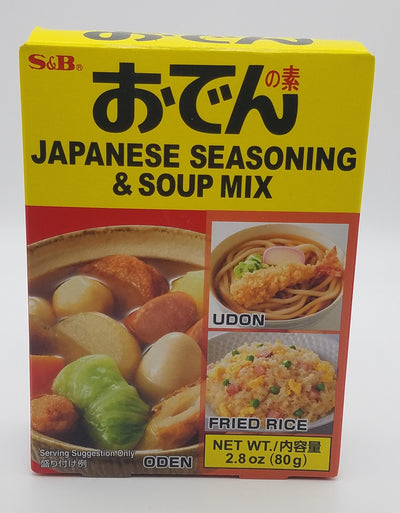 S&B®
おでんの素
JAPANESE SEASONING
& SOUP MIX
UDON
FRIED RICE
Serving Suggestion Only
盛り付け例
ODEN
NET WT./内容量
2.8 oz (80g)